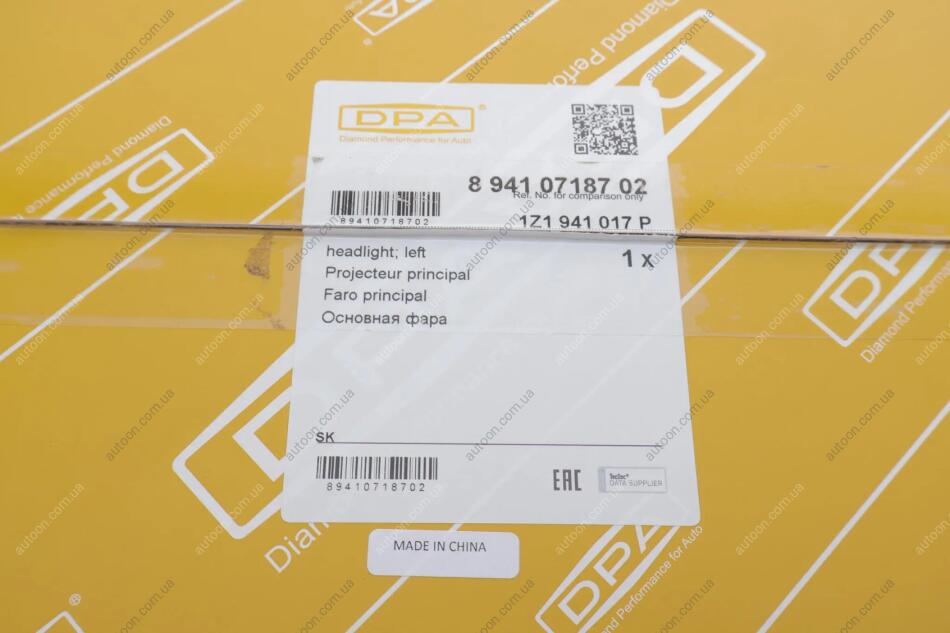 DPA®
Diamond Performance for Auto
8 941 07187 02
Ref. No. for comparison only
89410718702
1Z1 941 017 P
headlight; left
1 x
Projecteur principal
Faro principal
Основная фара
SK
89410718702
EAC
TecDoc®
DATA SUPPLIER
MADE IN CHINA
DPA
Diamond Performance for Auto
autoon.com.ua